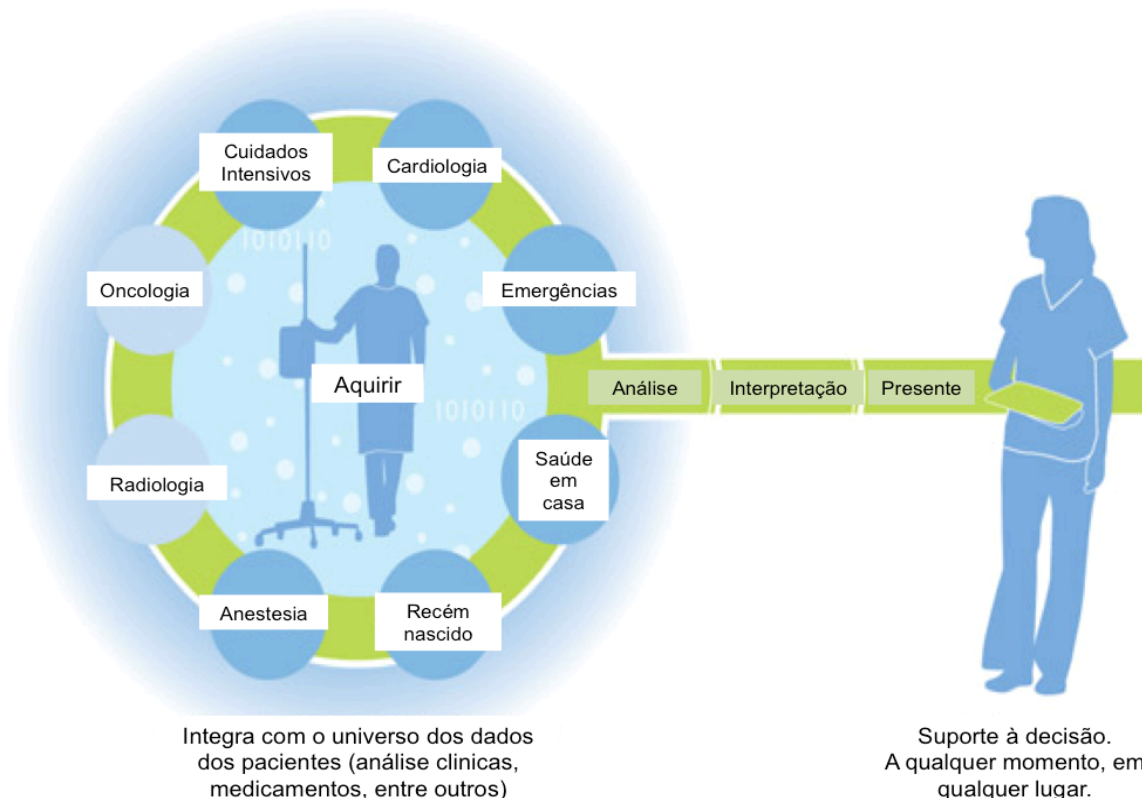 Cuidados
Intensivos
Cardiologia
1010110
Oncologia
Emergências
Aquirir
1010110
Análise
Interpretação
Presente
Radiologia
Saúde
em
casa
Anestesia
Recém
nascido
Integra com o universo dos dados
dos pacientes (análise clinicas,
medicamentos, entre outros)
Suporte à decisão.
A qualquer momento, em
qualquer lugar.